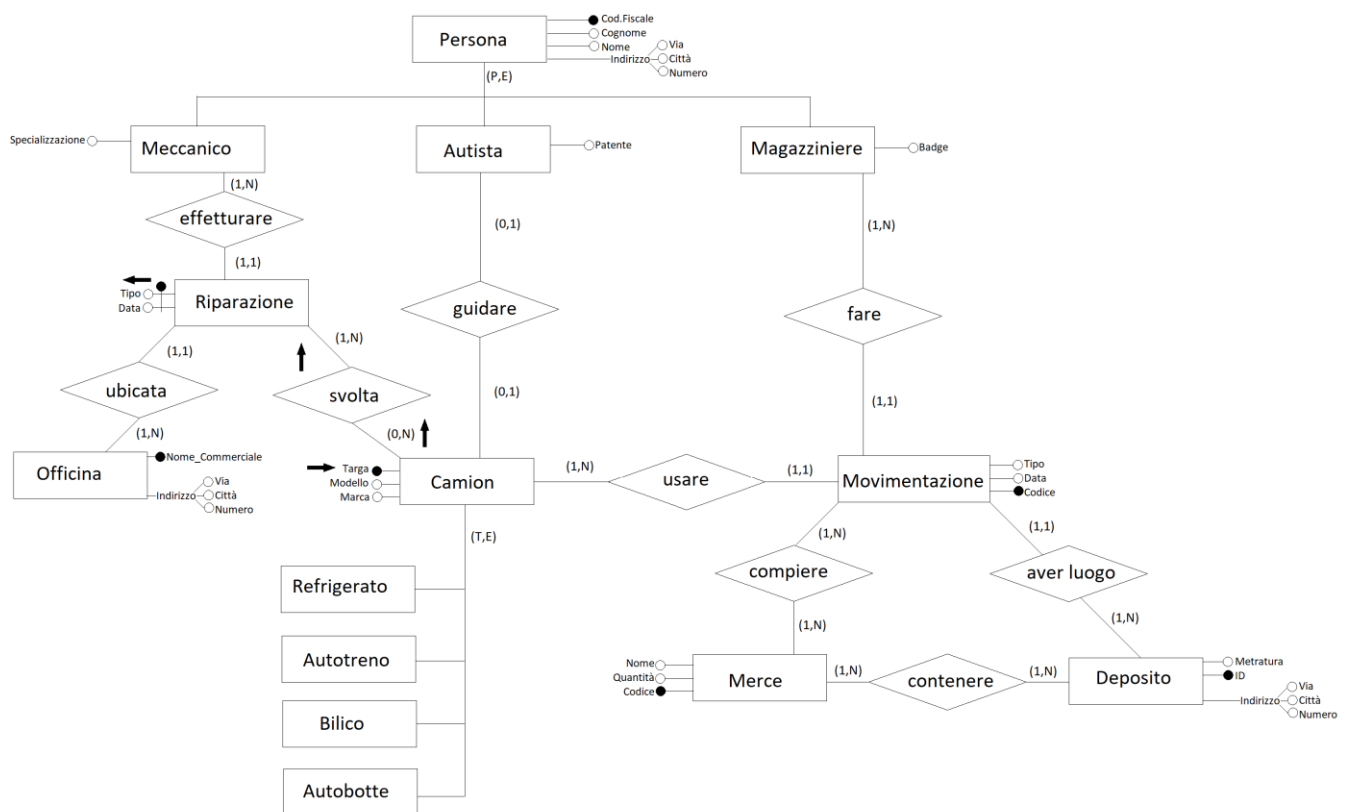 Persona
Cod.Fiscale
Cognome
Nome
Indirizzo
Via
Città
Numero
(P,E)
Specializzazione
Meccanico
Autista
Patente
Magazziniere
Badge
(1,N)
effetturare
(0,1)
(1,N)
(1,1)
Tipo
Data
Riparazione
guidare
fare
(1,1)
(1,N)
ubicata
svolta
(0,1)
(1,1)
(1,N)
(0,N)
Officina
Nome_Commerciale
Indirizzo
Via
Città
Numero
Targa
Modello
Marca
Camion
(1,N)
usare
(1,1)
Movimentazione
Tipo
Data
Codice
(T,E)
(1,N)
(1,1)
Refrigerato
compiere
aver luogo
(1,N)
(1,N)
Autotreno
Nome
Quantità
Codice
Merce
(1,N)
contenere
(1,N)
Deposito
Metratura
ID
Indirizzo
Via
Città
Numero
Bilico
Autobotte